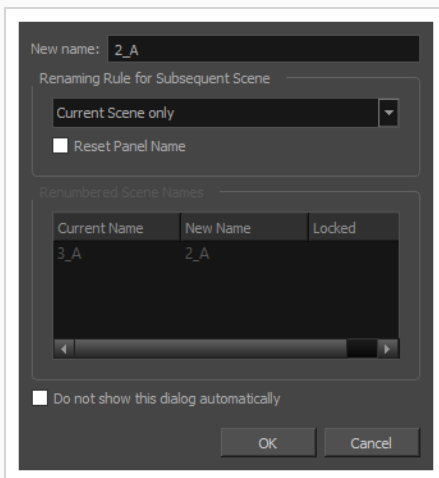 New name: 2_A
Renaming Rule for Subsequent Scene
Current Scene only
Reset Panel Name
Renumbered Scene Names
Current Name New Name Locked
3_A 2_A
Do not show this dialog automatically
OK Cancel